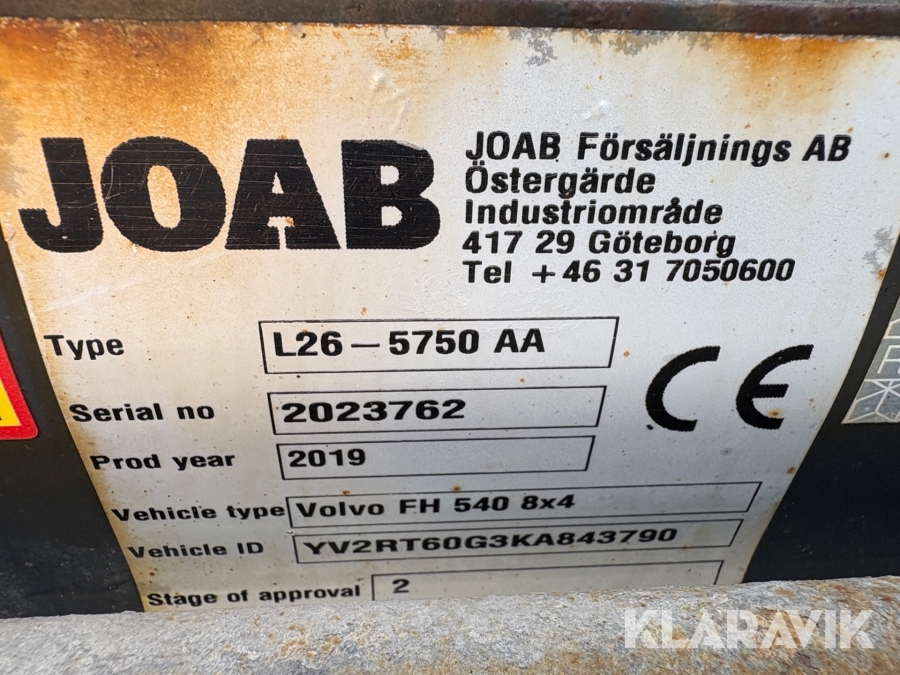 JOAB
JOAB Försäljnings AB
Östergärde
Industriområde
417 29 Göteborg
Tel +46 31 7050600
Type L26-5750 AA
Serial no 2023762
Prod year 2019
Vehicle type Volvo FH 540 8x4
Vehicle ID YV2RT60G3KA843790
Stage of approval 2
CE
KLARAVIK